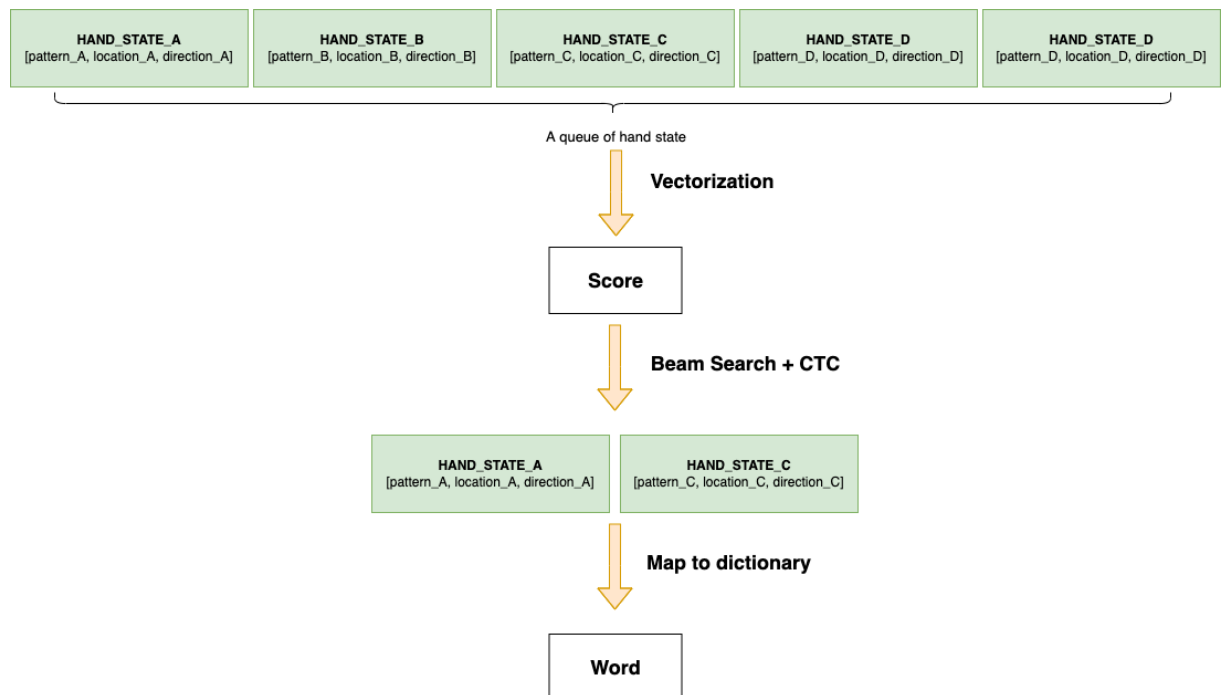 HAND_STATE_A
[pattern_A, location_A, direction_A]
HAND_STATE_B
[pattern_B, location_B, direction_B]
HAND_STATE_C
[pattern_C, location_C, direction_C]
HAND_STATE_D
[pattern_D, location_D, direction_D]
HAND_STATE_D
[pattern_D, location_D, direction_D]
A queue of hand state
Vectorization
Score
Beam Search + CTC
HAND_STATE_A
[pattern_A, location_A, direction_A]
HAND_STATE_C
[pattern_C, location_C, direction_C]
Map to dictionary
Word